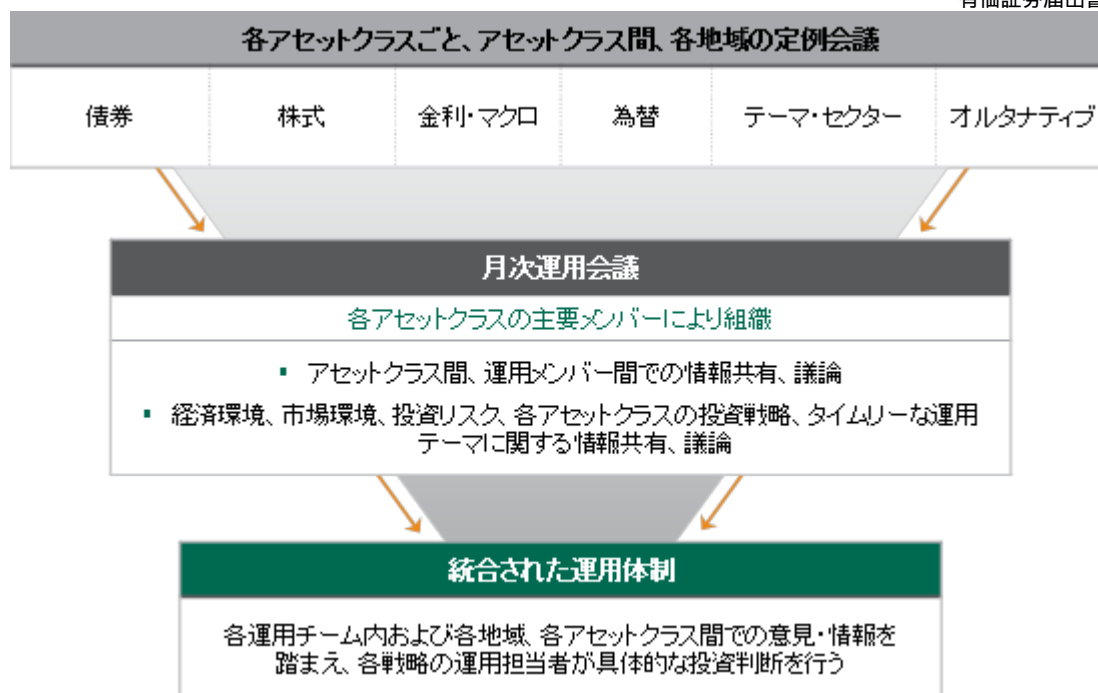 有価証券届出書
各アセットクラスごと、アセットクラス間、各地域の定例会議
債券 株式 金利・マクロ 為替 テーマ・セクター オルタナティブ
月次運用会議
各アセットクラスの主要メンバーにより組織
▪ アセットクラス間、運用メンバー間での情報共有、議論
▪ 経済環境、市場環境、投資リスク、各アセットクラスの投資戦略、タイムリーな運用
テーマに関する情報共有、議論
統合された運用体制
各運用チーム内および各地域、各アセットクラス間での意見・情報を
踏まえ、各戦略の運用担当者が具体的な投資判断を行う